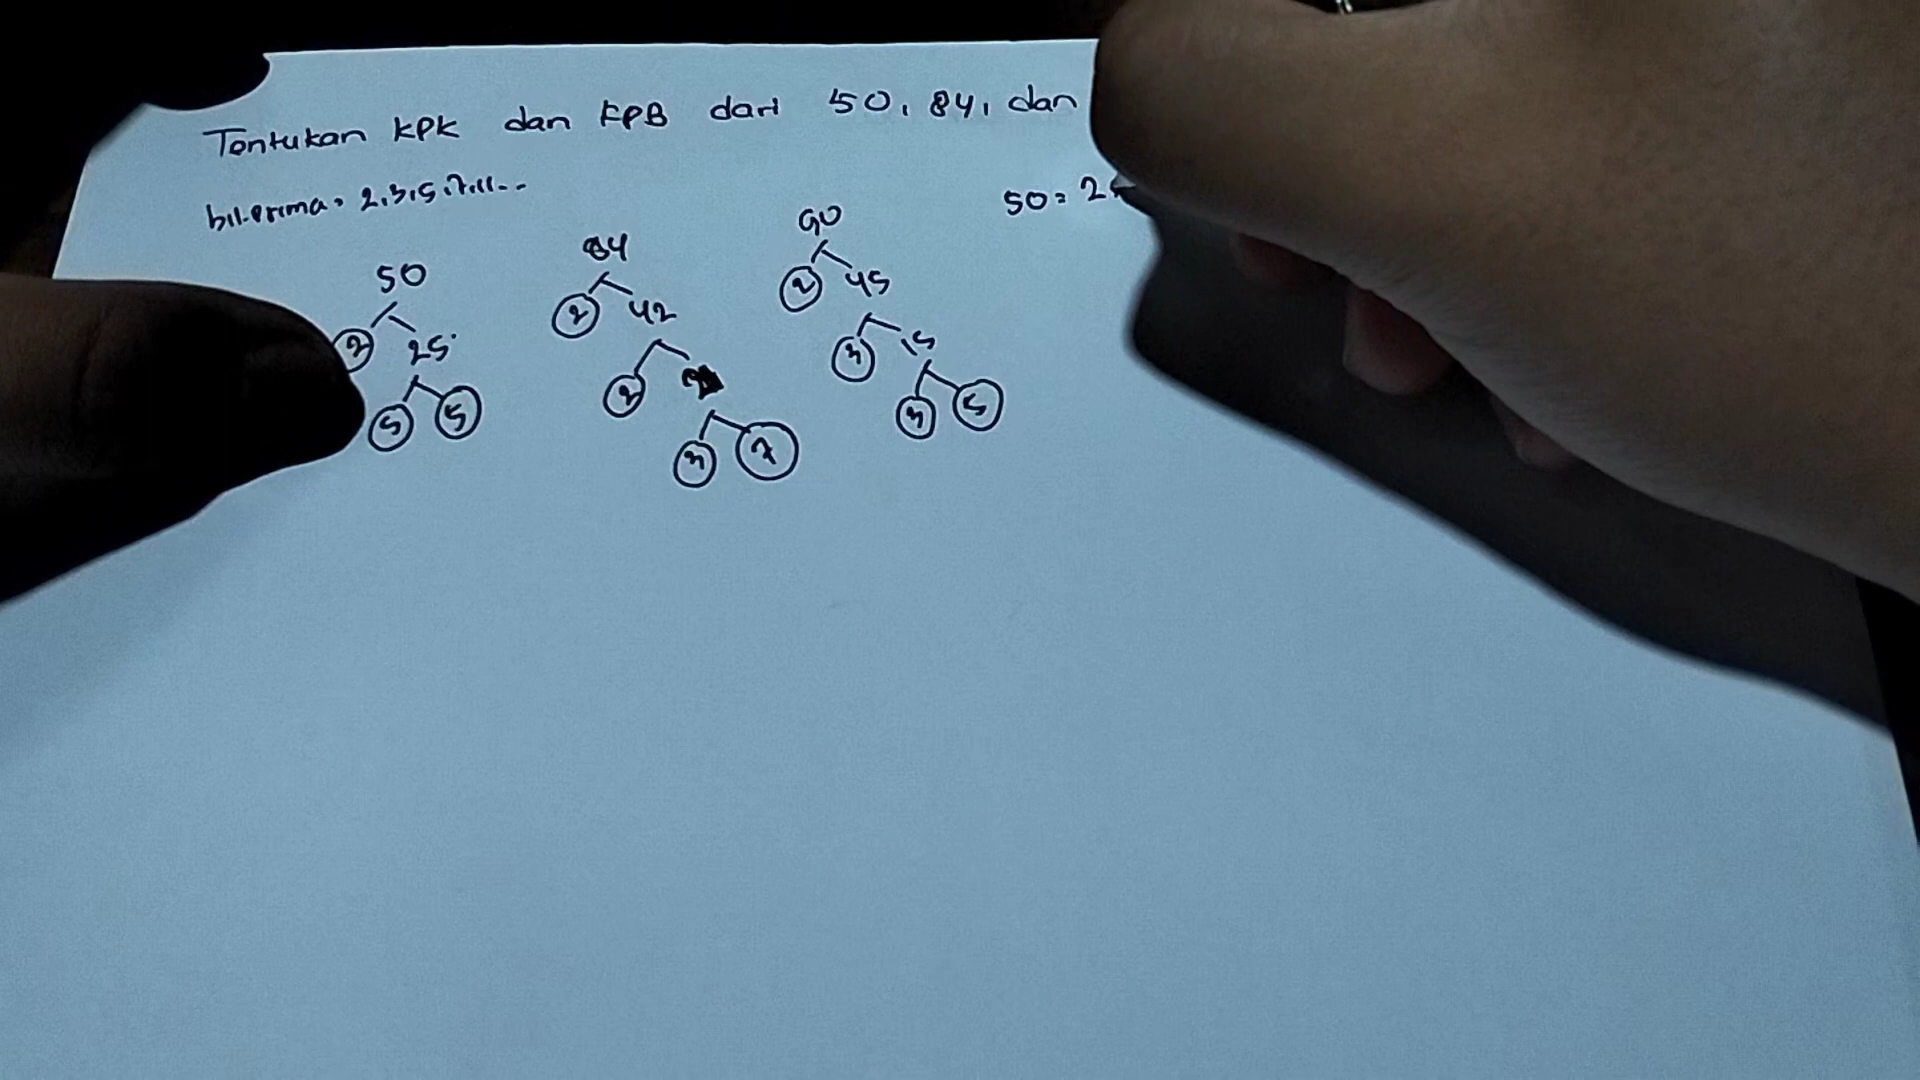 Tentukan KPK dan FPB dari 50, 84, dan
bil.prima = 2,3,5,7,11...
50 = 2
50 84 90
2 25 2 42 2 45
5 5 2 3 15
3 7 3 5